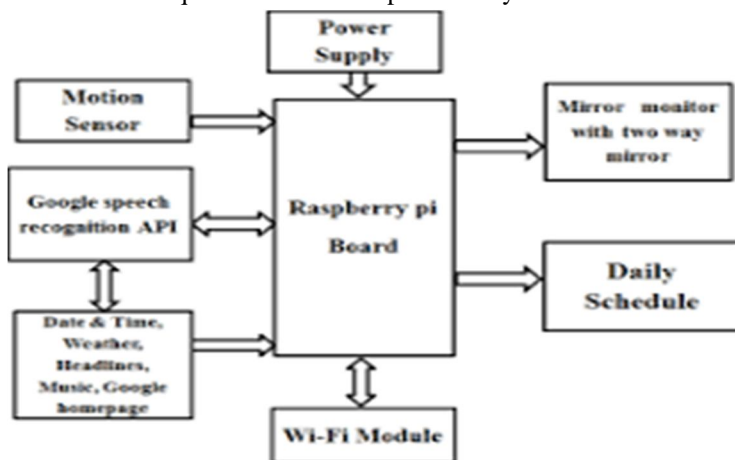 Power
Supply
Motion
Sensor
Mirror monitor
with two way
mirror
Google speech
recognition API
Raspberry pi
Board
Daily
Schedule
Date & Time,
Weather,
Headlines,
Music, Google
homepage
Wi-Fi Module